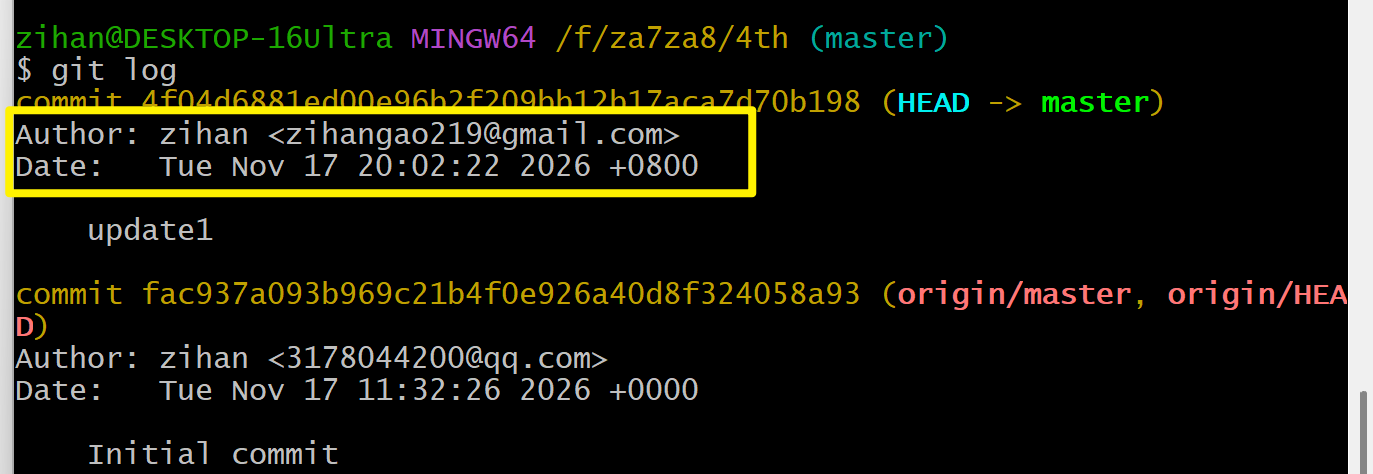 zihan@DESKTOP-16Ultra MINGW64 /f/za7za8/4th (master)
$ git log
commit 4f04d6881ed00e96b2f209bb12b17aca7d70b198 (HEAD -> master)
Author: zihan <zihangao219@gmail.com>
Date:   Tue Nov 17 20:02:22 2026 +0800
update1
commit fac937a093b969c21b4f0e926a40d8f324058a93 (origin/master, origin/HEA
D)
Author: zihan <3178044200@qq.com>
Date:   Tue Nov 17 11:32:26 2026 +0000
Initial commit